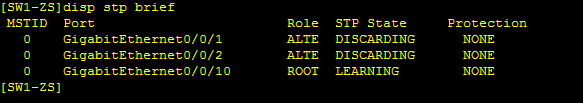 [SW1-ZS]disp stp brief
MSTID Port Role STP State Protection
0 GigabitEthernet0/0/1 ALTE DISCARDING NONE
0 GigabitEthernet0/0/2 ALTE DISCARDING NONE
0 GigabitEthernet0/0/10 ROOT LEARNING NONE
[SW1-ZS]